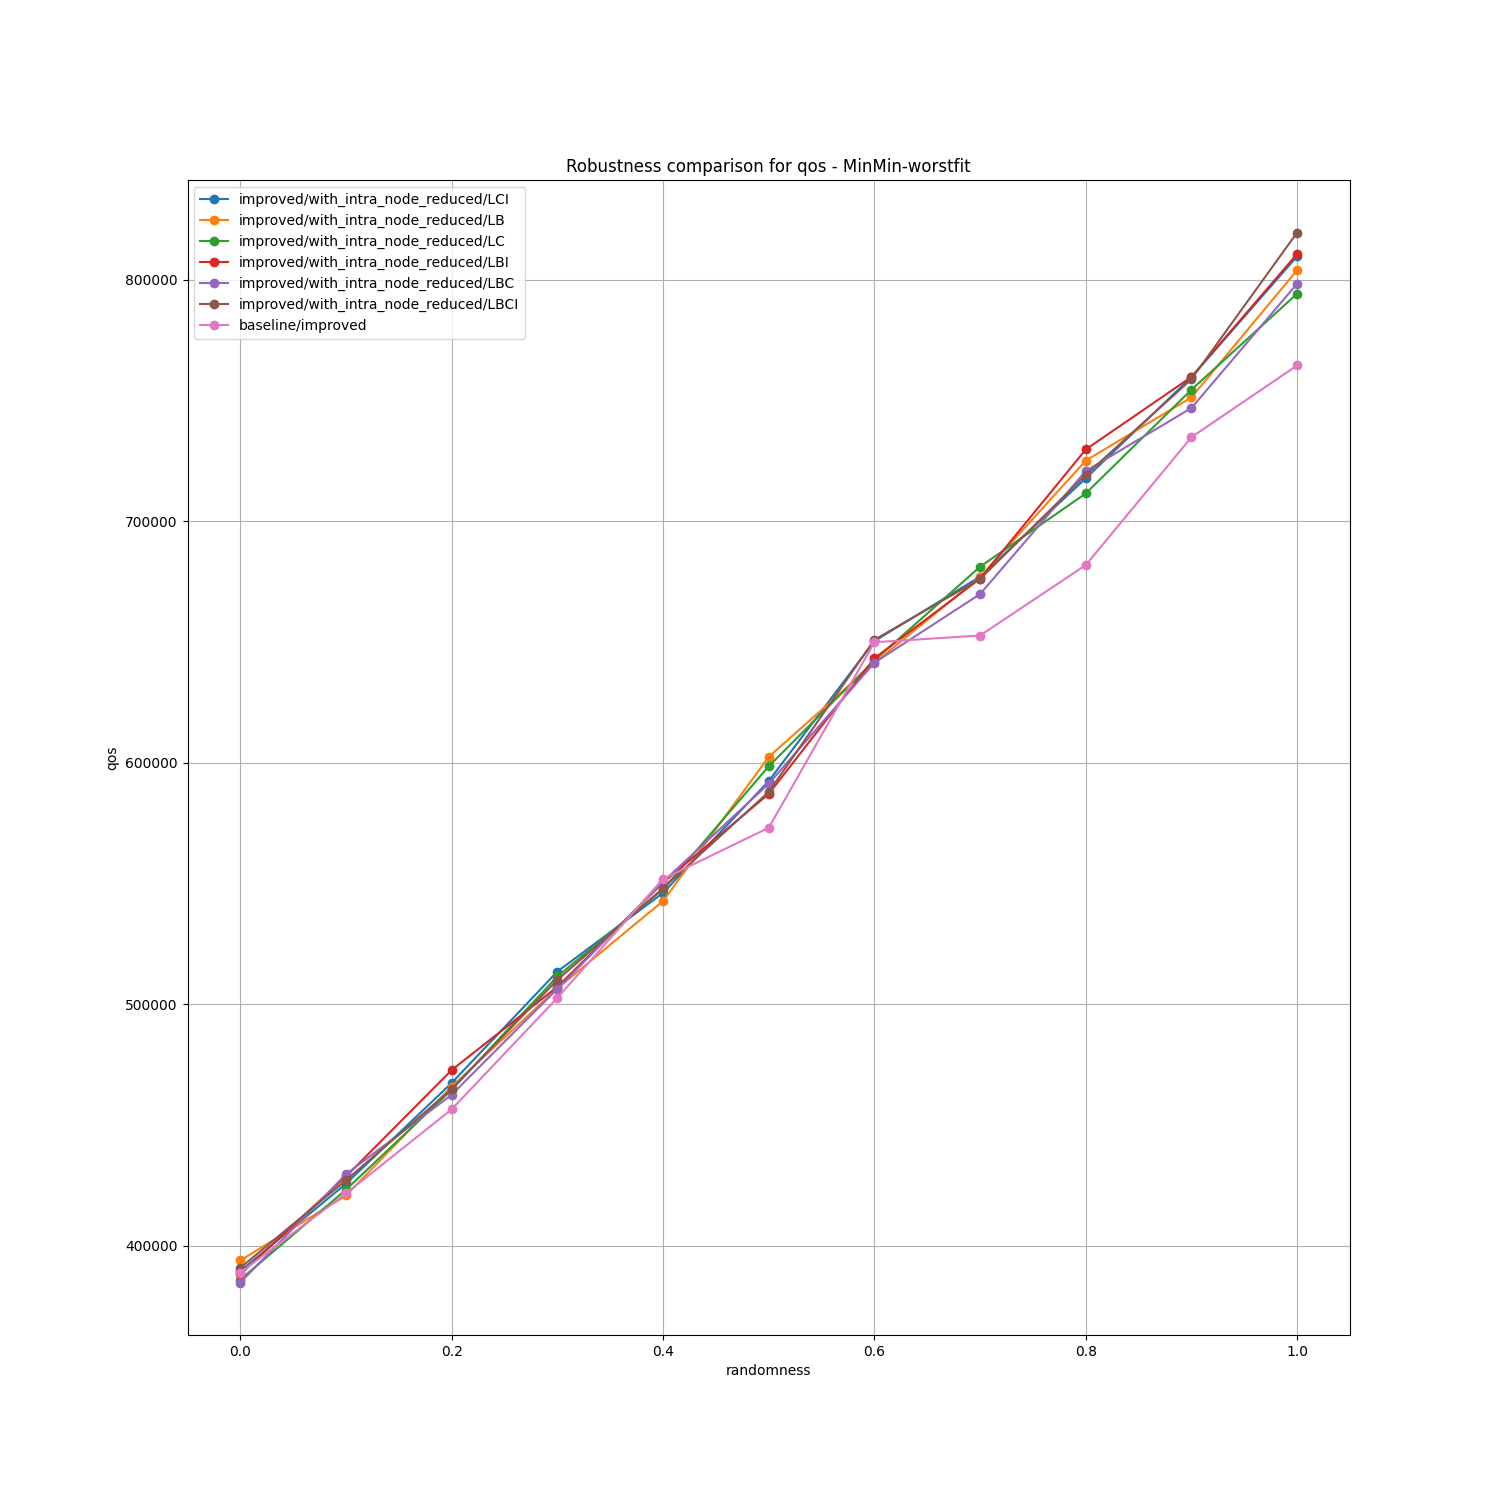 Robustness comparison for qos - MinMin-worstfit
improved/with_intra_node_reduced/LCI
improved/with_intra_node_reduced/LB
improved/with_intra_node_reduced/LC
improved/with_intra_node_reduced/LBI
improved/with_intra_node_reduced/LBC
improved/with_intra_node_reduced/LBCI
baseline/improved
800000
700000
600000
500000
400000
qos
0.0 0.2 0.4 0.6 0.8 1.0
randomness